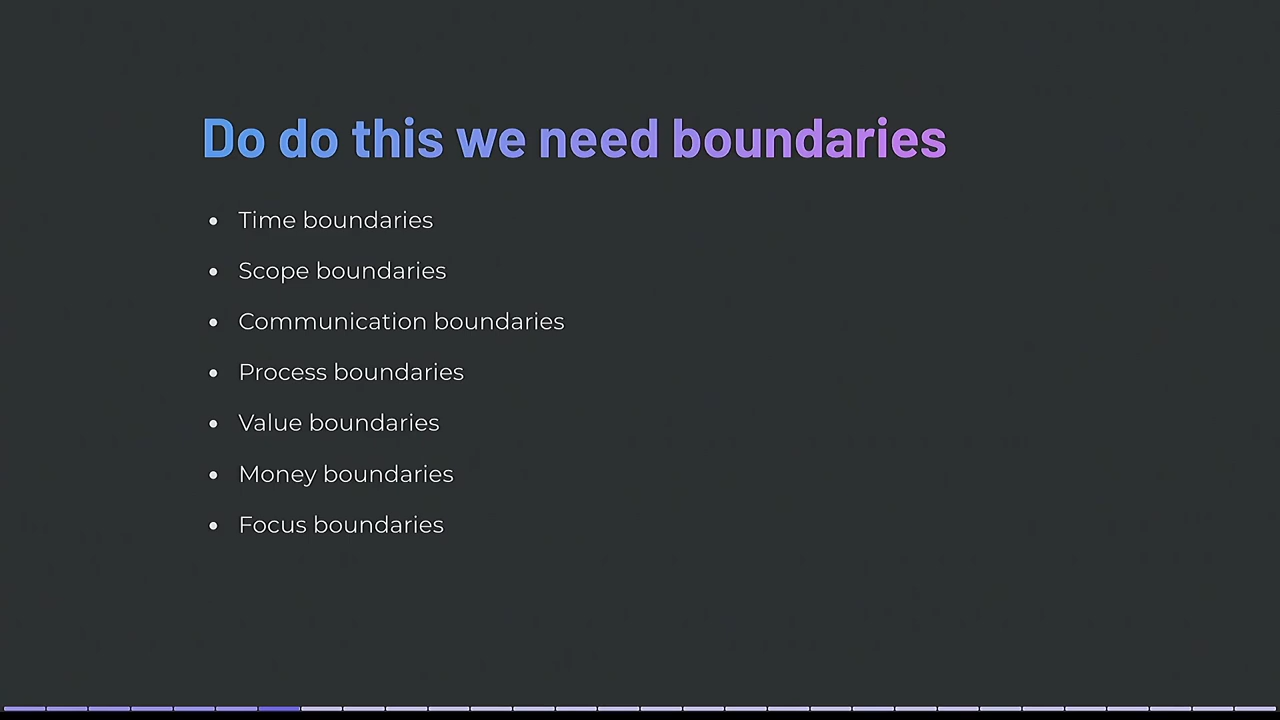 Do do this we need boundaries
• Time boundaries
• Scope boundaries
• Communication boundaries
• Process boundaries
• Value boundaries
• Money boundaries
• Focus boundaries